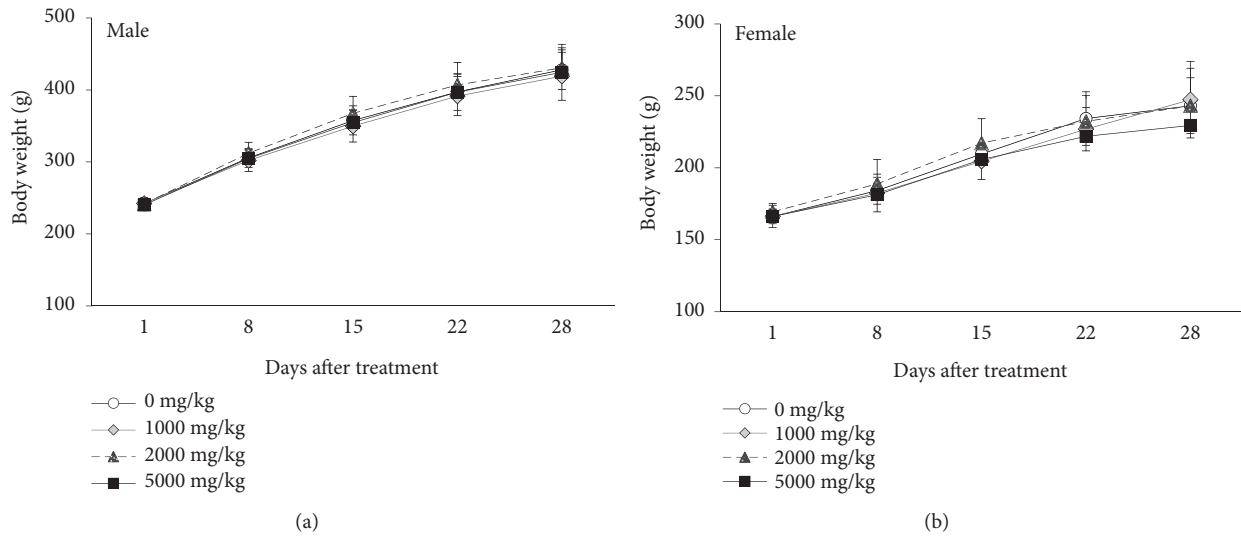 Male
500
400
300
200
100
Body weight (g)
1 8 15 22 28
Days after treatment
0 mg/kg
1000 mg/kg
2000 mg/kg
5000 mg/kg
(a)
Female
300
250
200
150
100
Body weight (g)
1 8 15 22 28
Days after treatment
0 mg/kg
1000 mg/kg
2000 mg/kg
5000 mg/kg
(b)